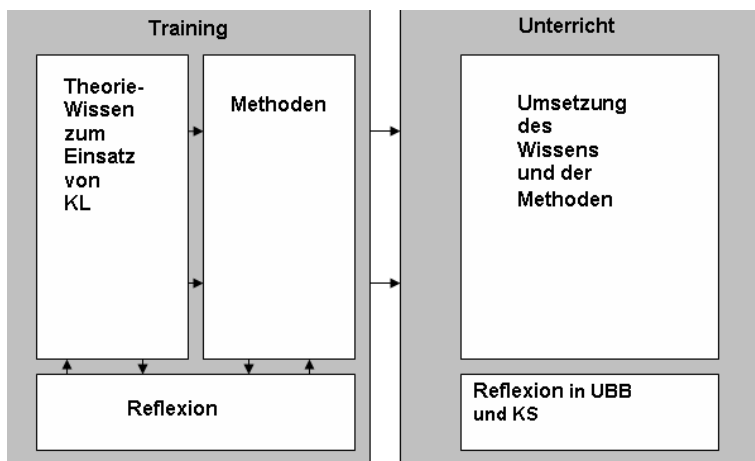 Training
Theorie-
Wissen
zum
Einsatz
von
KL
Methoden
Reflexion
Unterricht
Umsetzung
des
Wissens
und der
Methoden
Reflexion in UBB
und KS